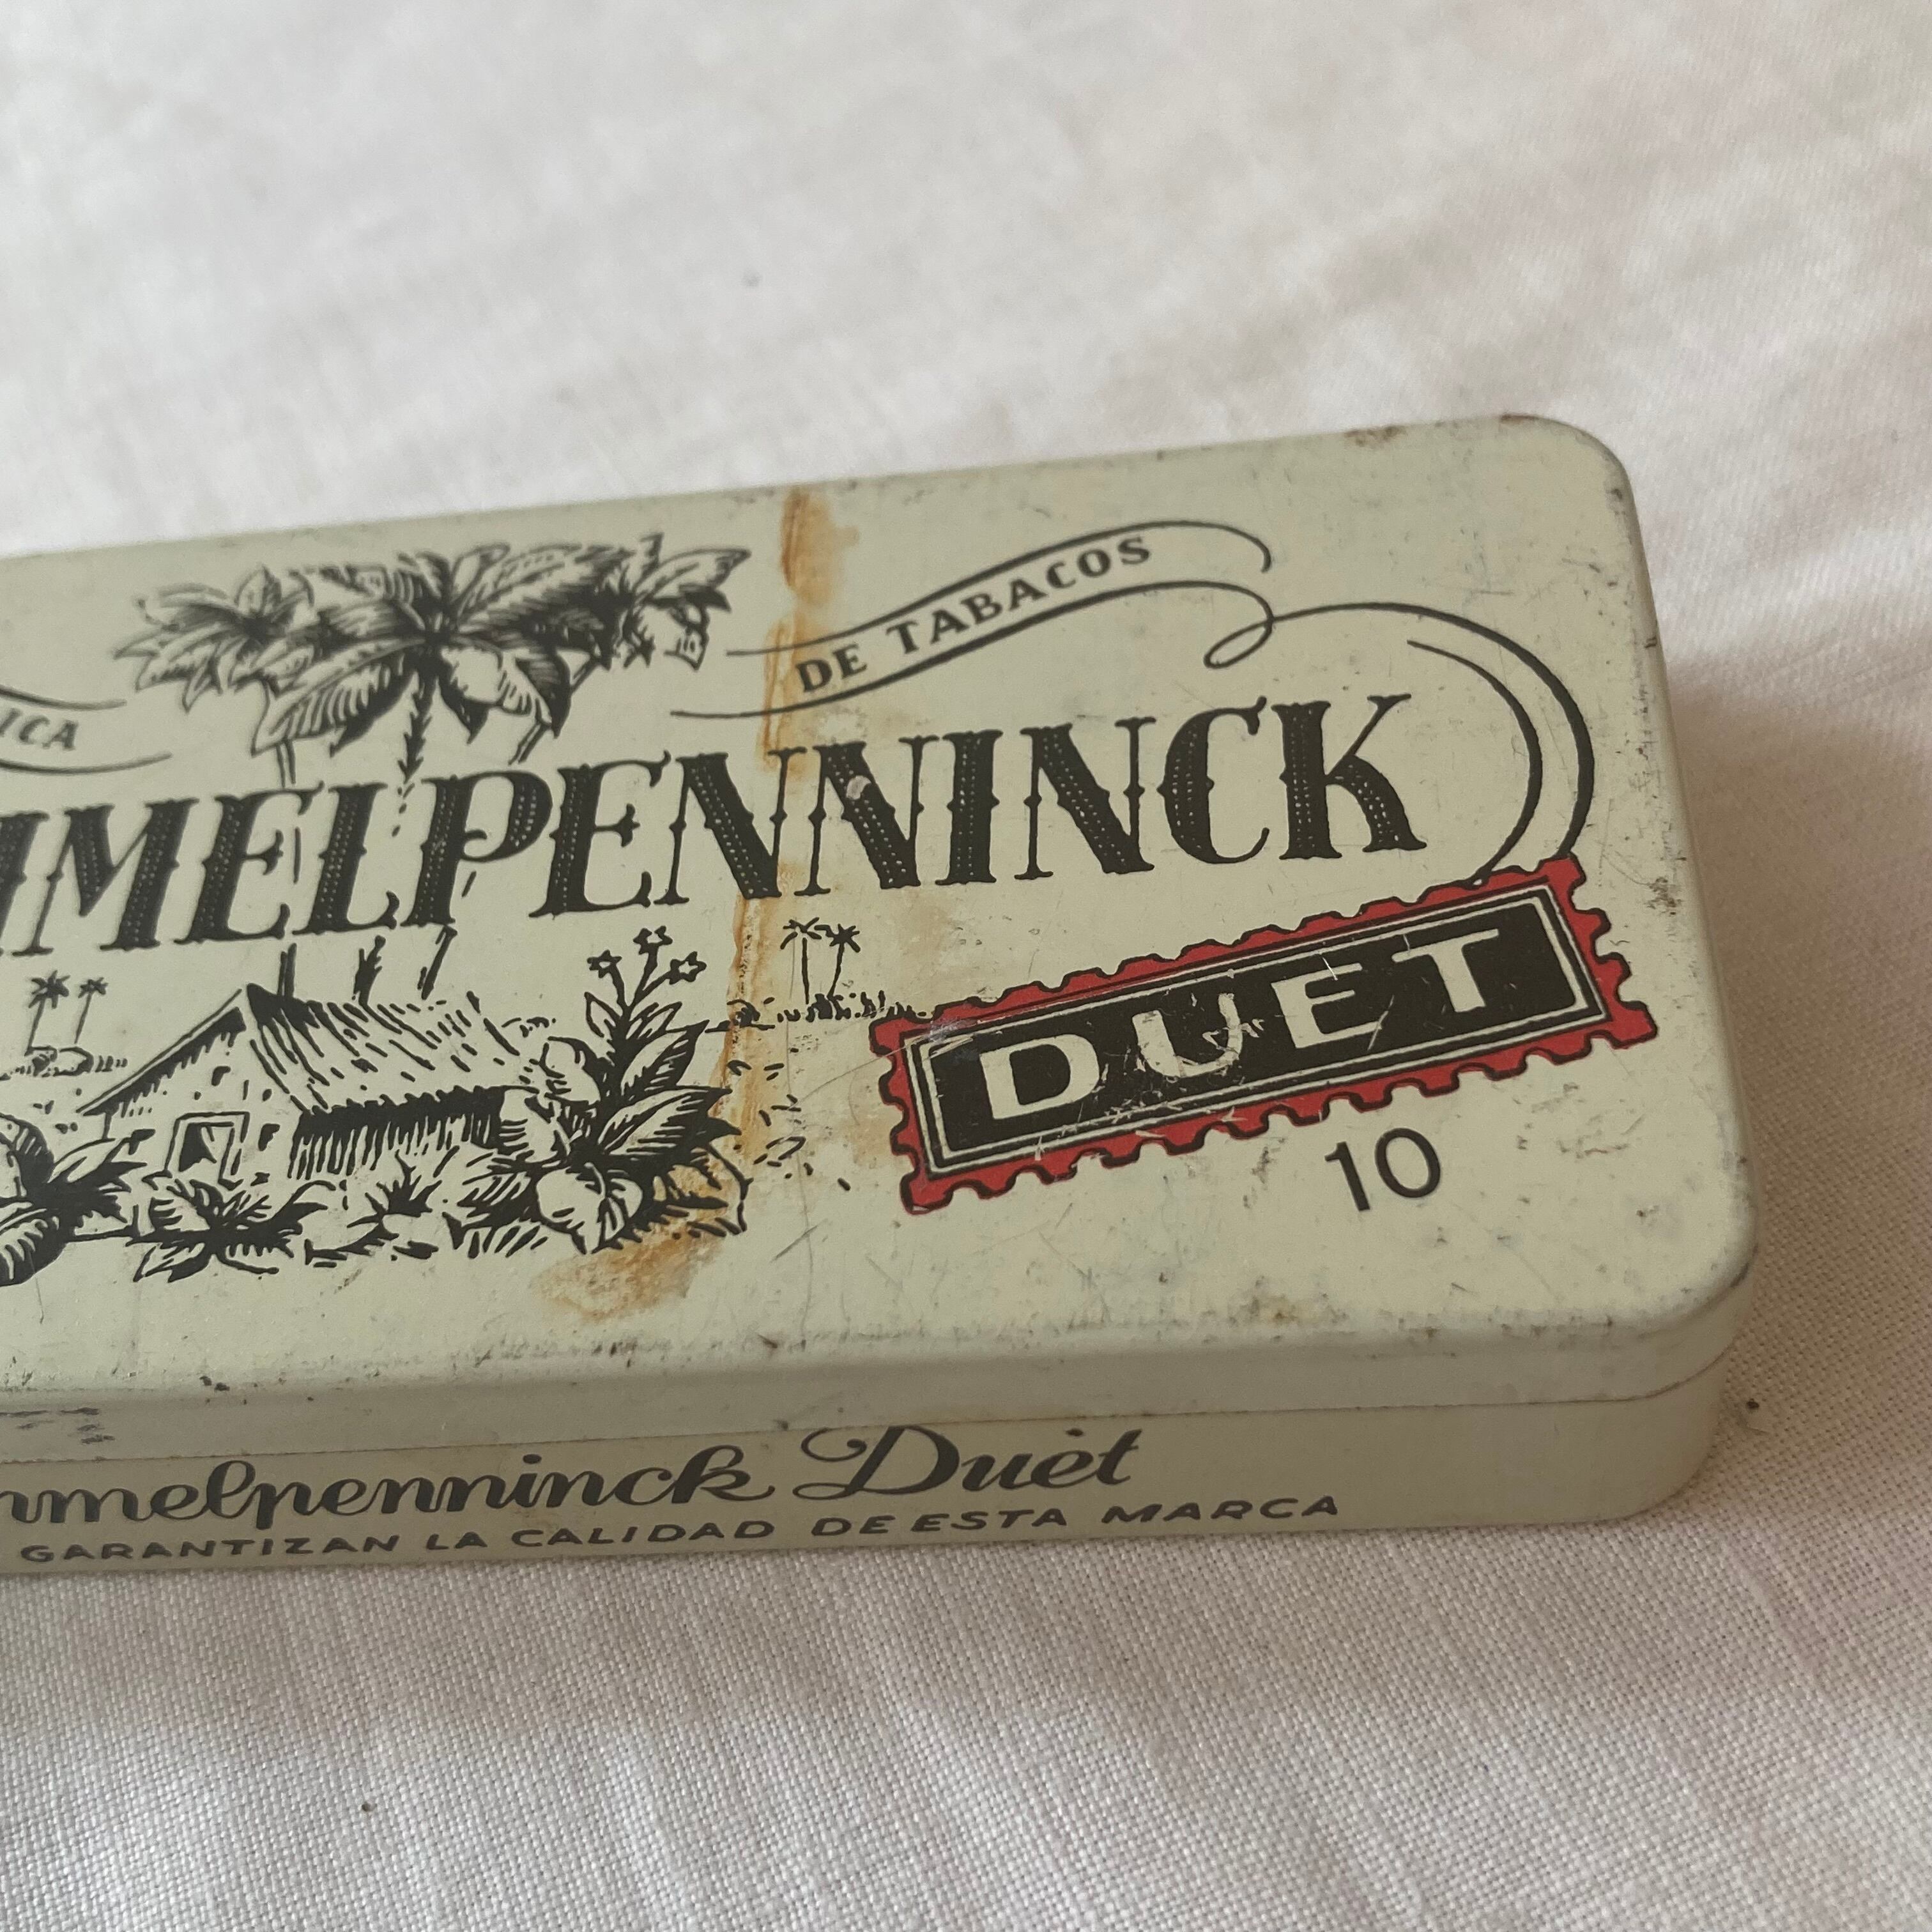 ICA DE TABACOS
MMELPENNINCK
DUET
10
mmelpenninck Duet
GARANTIZAN LA CALIDAD DE ESTA MARCA